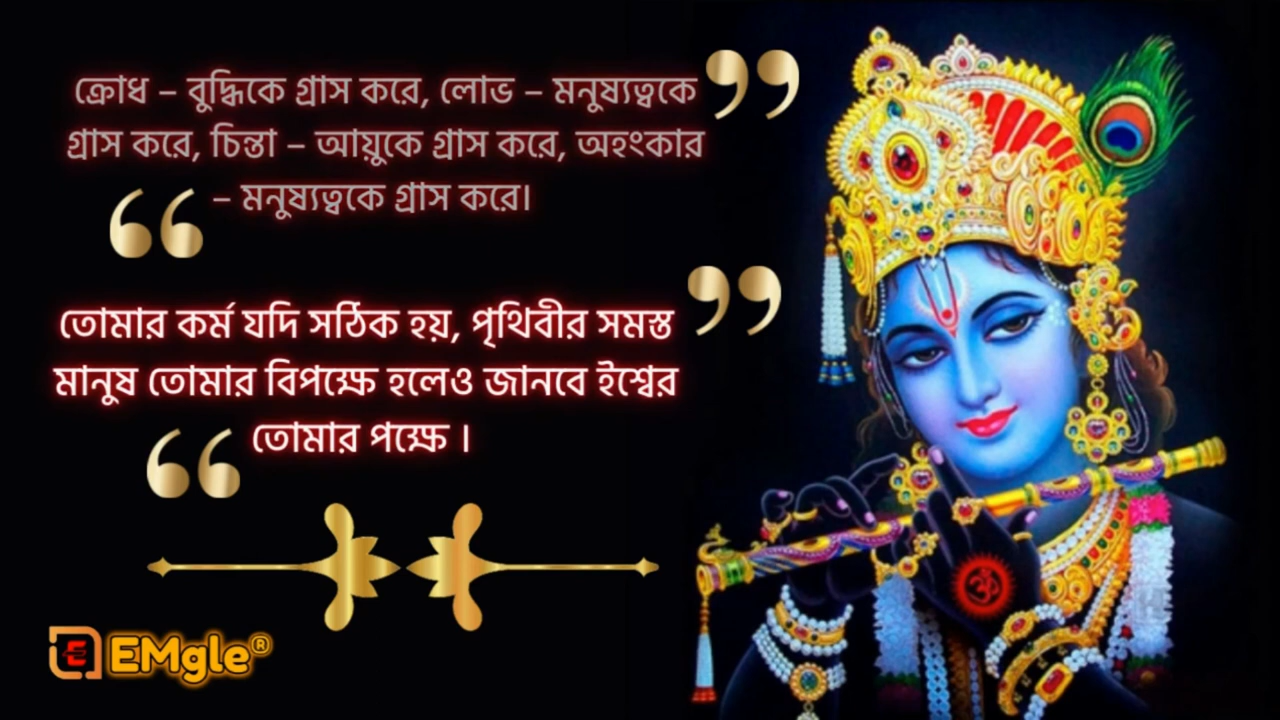 ক্রোধ – বুদ্ধিকে গ্রাস করে, লোভ – মনুষ্যত্বকে
গ্রাস করে, চিন্তা – আয়ুকে গ্রাস করে, অহংকার
– মনুষ্যত্বকে গ্রাস করে।
তোমার কর্ম যদি সঠিক হয়, পৃথিবীর সমস্ত
মানুষ তোমার বিপক্ষে হলেও জানবে ইশ্বের
তোমার পক্ষে ।
ॐ
EMgle®